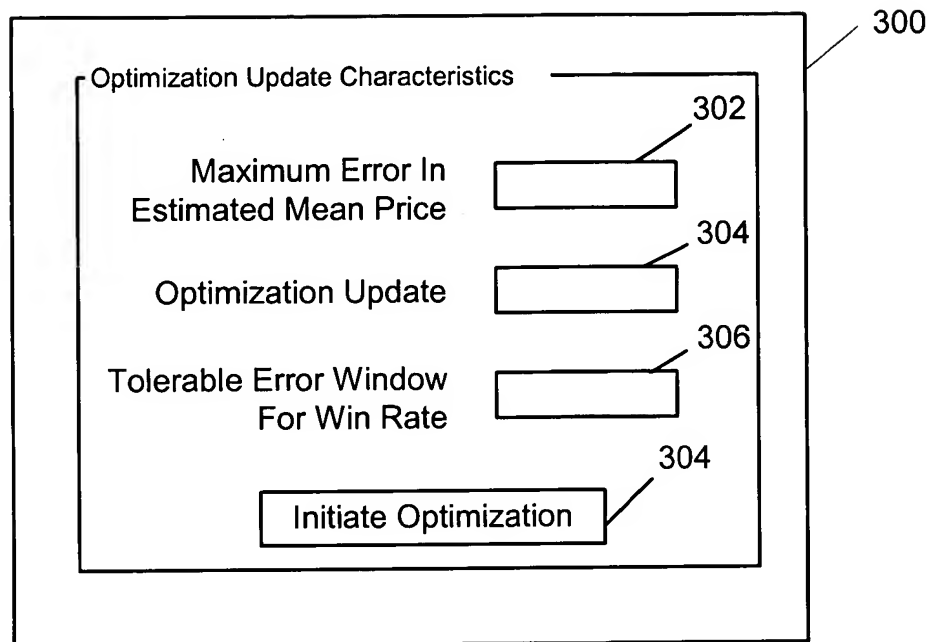 300
Optimization Update Characteristics
302
Maximum Error In
Estimated Mean Price
304
Optimization Update
306
Tolerable Error Window
For Win Rate
304
Initiate Optimization